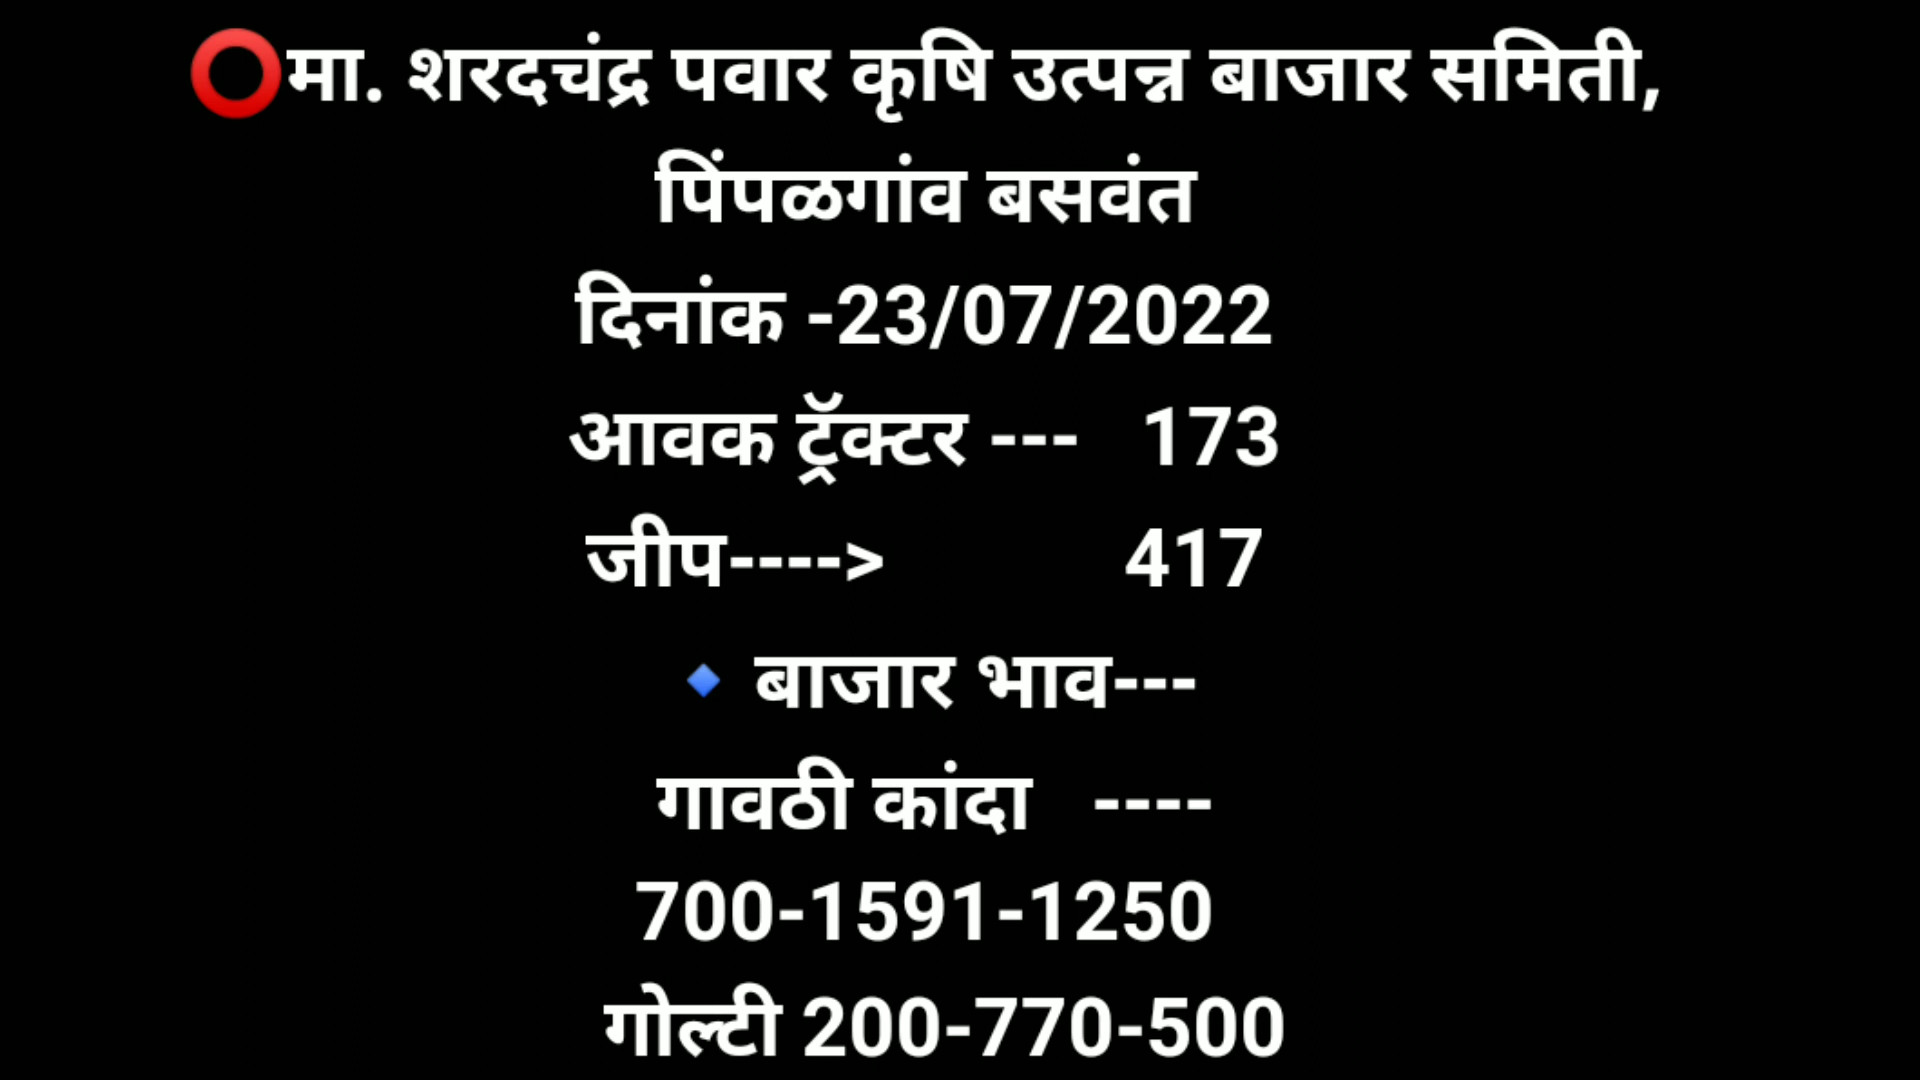 ⭕मा. शरदचंद्र पवार कृषि उत्पन्न बाजार समिती,
पिंपळगांव बसवंत
दिनांक -23/07/2022
आवक ट्रॅक्टर --- 173
जीप----> 417
🔹 बाजार भाव---
गावठी कांदा ----
700-1591-1250
गोल्टी 200-770-500